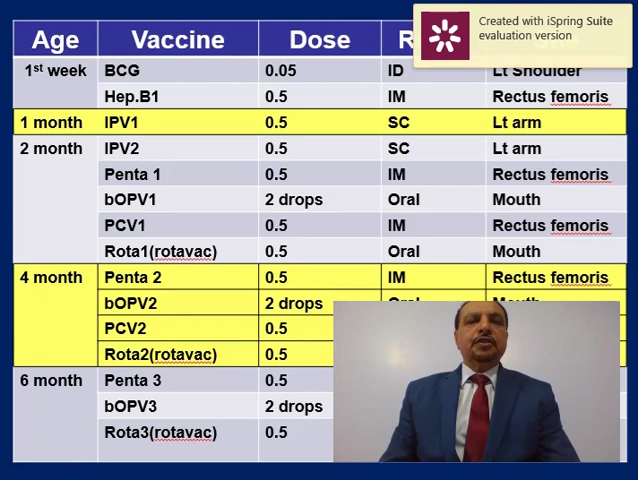 Created with iSpring Suite
evaluation version
Age Vaccine Dose
1st week BCG 0.05 ID Lt Shoulder
Hep.B1 0.5 IM Rectus femoris
1 month IPV1 0.5 SC Lt arm
2 month IPV2 0.5 SC Lt arm
Penta 1 0.5 IM Rectus femoris
bOPV1 2 drops Oral Mouth
PCV1 0.5 IM Rectus femoris
Rota1(rotavac) 0.5 Oral Mouth
4 month Penta 2 0.5 IM Rectus femoris
bOPV2 2 drops Oral Mouth
PCV2 0.5
Rota2(rotavac) 0.5
6 month Penta 3 0.5
bOPV3 2 drops
Rota3(rotavac) 0.5